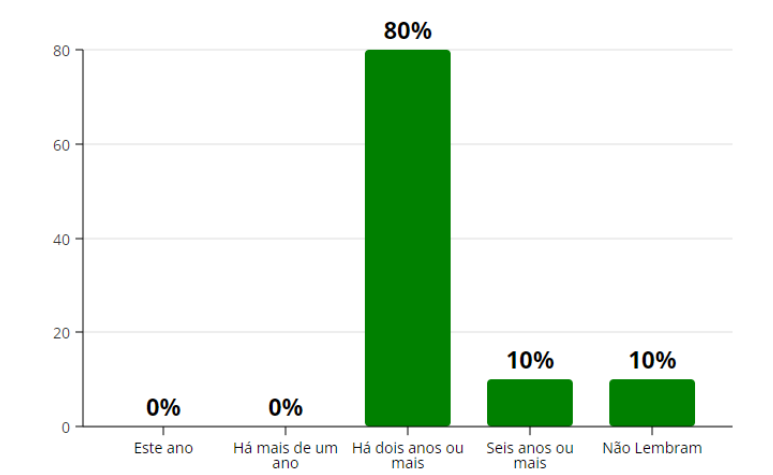 80%
80
60
40
20
10%
10%
0%
0%
0
Este ano
Há mais de um
ano
Há dois anos ou
mais
Seis anos ou
mais
Não Lembram